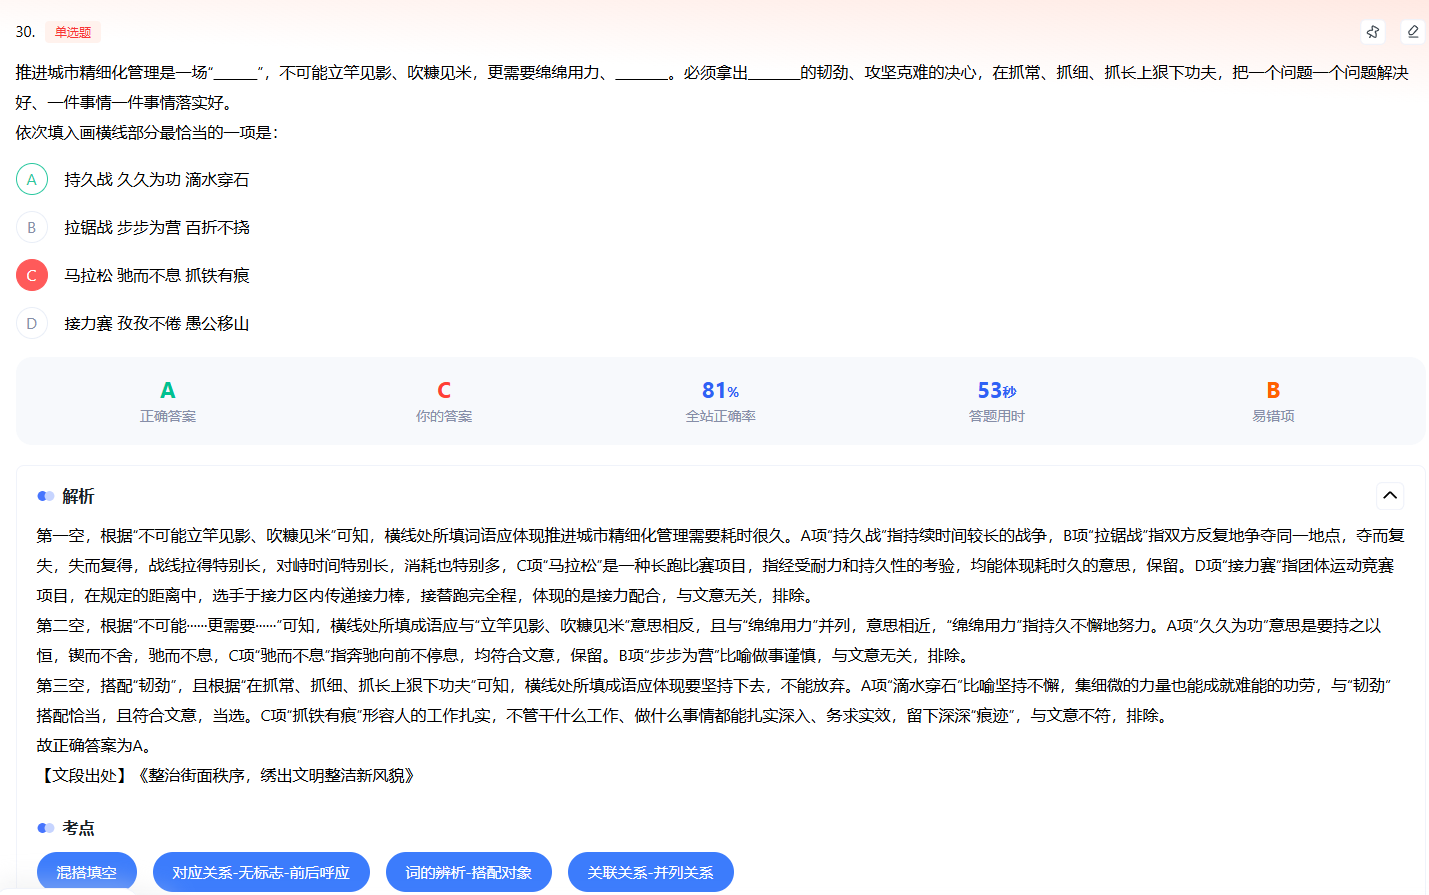 30. 单选题
推进城市精细化管理是一场“______”，不可能立竿见影、吹糠见米，更需要绵绵用力、_______。必须拿出_______的韧劲、攻坚克难的决心，在抓常、抓细、抓长上狠下功夫，把一个问题一个问题解决
好、一件事情一件事情落实好。
依次填入画横线部分最恰当的一项是：
A 持久战 久久为功 滴水穿石
B 拉锯战 步步为营 百折不挠
C 马拉松 驰而不息 抓铁有痕
D 接力赛 孜孜不倦 愚公移山
A C 81% 53秒 B
正确答案 你的答案 全站正确率 答题用时 易错项
解析
第一空，根据“不可能立竿见影、吹糠见米”可知，横线处所填词语应体现推进城市精细化管理需要耗时很久。A项“持久战”指持续时间较长的战争，B项“拉锯战”指双方反复地争夺同一地点，夺而复
失，失而复得，战线拉得特别长，对峙时间特别长，消耗也特别多，C项“马拉松”是一种长跑比赛项目，指经受耐力和持久性的考验，均能体现耗时久的意思，保留。D项“接力赛”指团体运动竞赛
项目，在规定的距离中，选手于接力区内传递接力棒，接替跑完全程，体现的是接力配合，与文意无关，排除。
第二空，根据“不可能……更需要……”可知，横线处所填成语应与“立竿见影、吹糠见米”意思相反，且与“绵绵用力”并列，意思相近，“绵绵用力”指持久不懈地努力。A项“久久为功”意思是要持之以
恒，锲而不舍，驰而不息，C项“驰而不息”指奔驰向前不停息，均符合文意，保留。B项“步步为营”比喻做事谨慎，与文意无关，排除。
第三空，搭配“韧劲”，且根据“在抓常、抓细、抓长上狠下功夫”可知，横线处所填成语应体现要坚持下去，不能放弃。A项“滴水穿石”比喻坚持不懈，集细微的力量也能成就难能的功劳，与“韧劲”
搭配恰当，且符合文意，当选。C项“抓铁有痕”形容人的工作扎实，不管干什么工作、做什么事情都能扎实深入、务求实效，留下深深“痕迹”，与文意不符，排除。
故正确答案为A。
【文段出处】《整治街面秩序，绣出文明整洁新风貌》
考点
混搭填空 对应关系-无标志-前后呼应 词的辨析-搭配对象 关联关系-并列关系